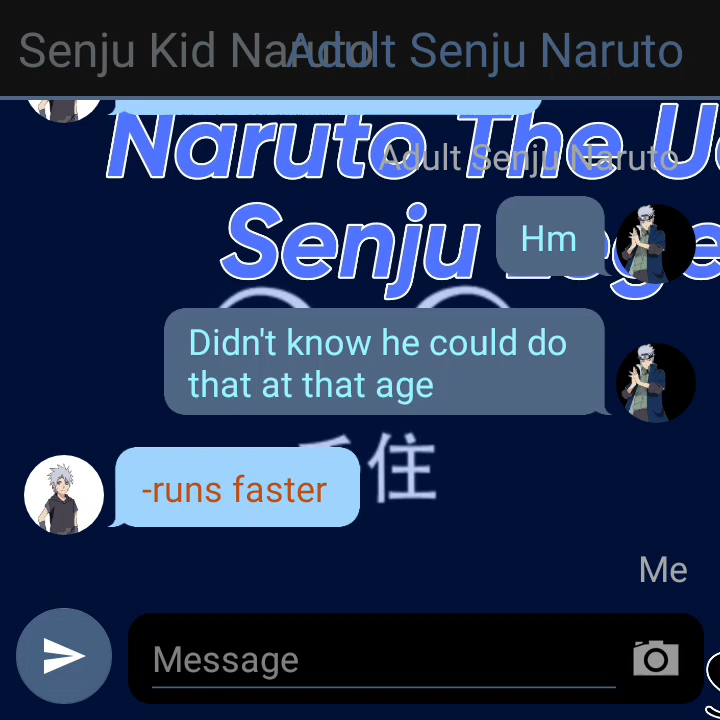 Senju Kid Naruto
Adult Senju Naruto
Naruto The
Adult Senju Naruto
Senju
Hm
Didn't know he could do
that at that age
住
-runs faster
Me
Message